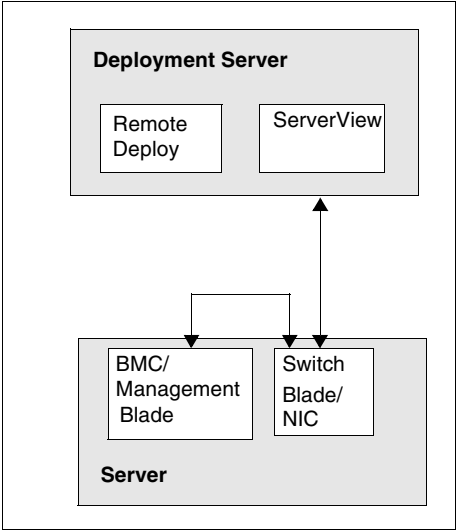 Deployment Server
Remote
Deploy
ServerView
BMC/
Management
Blade
Switch
Blade/
NIC
Server